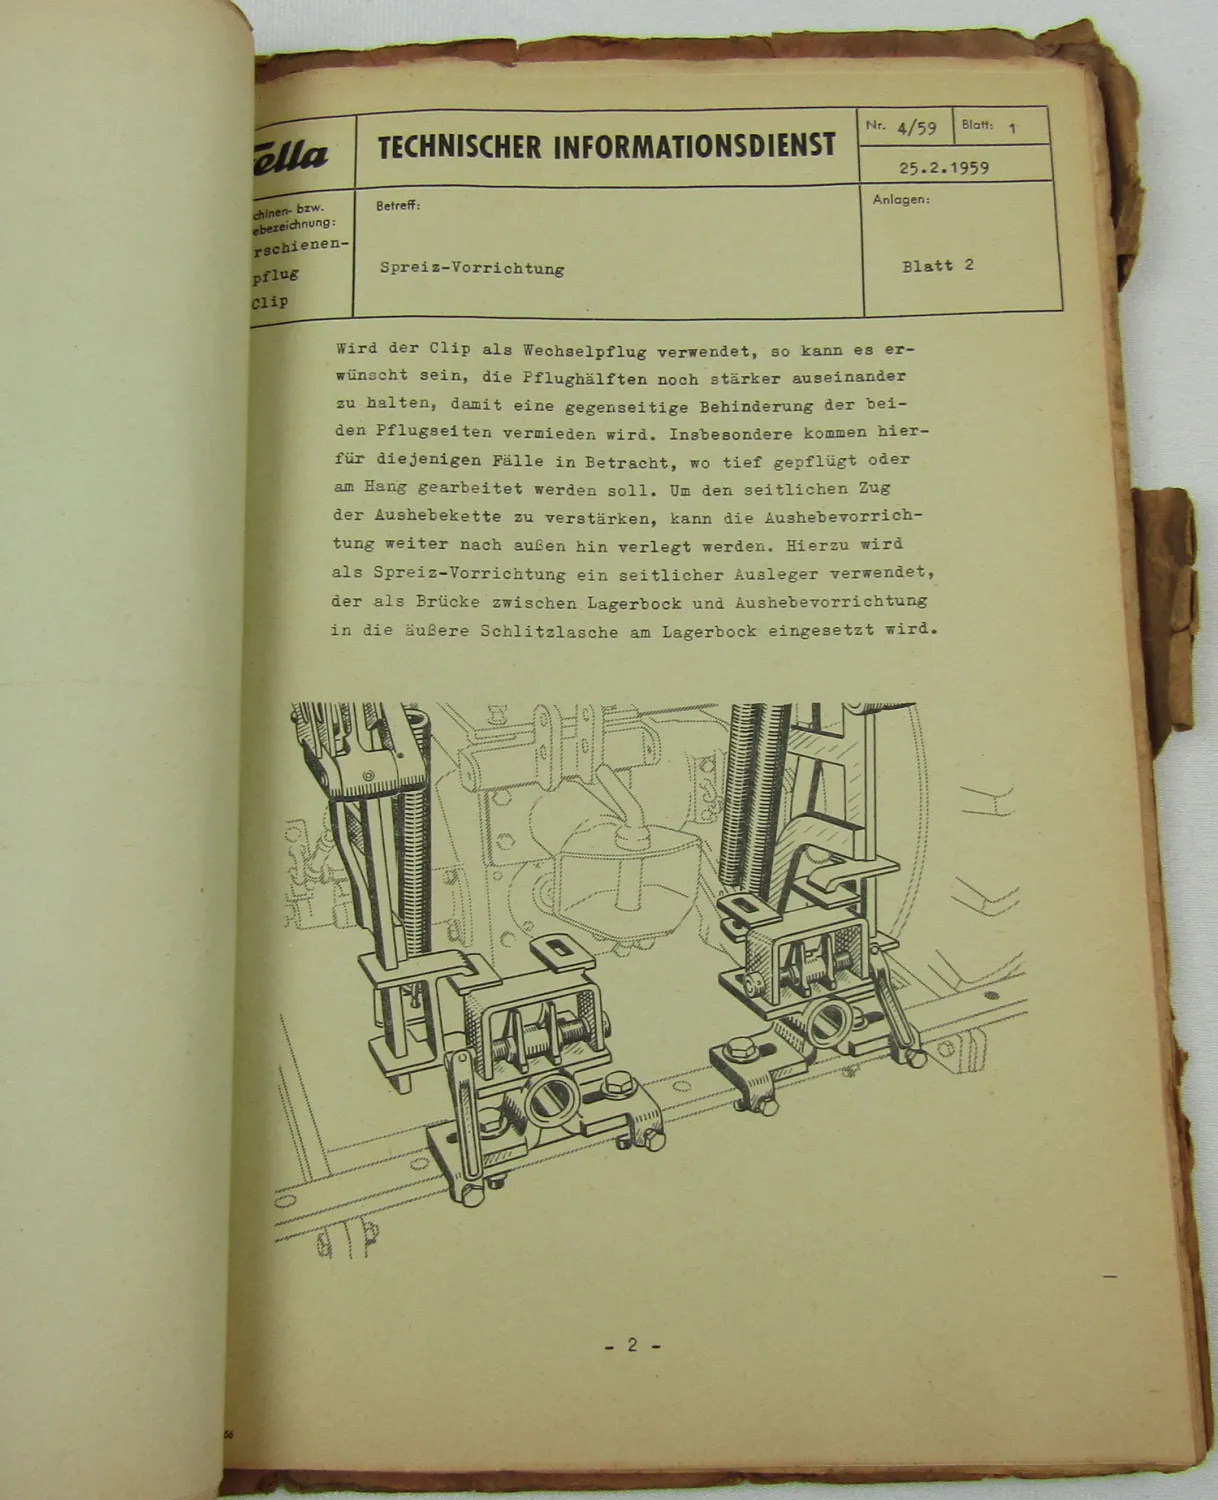 Fella
TECHNISCHER INFORMATIONSDIENST
Nr. 4/59
Blatt: 1
25.2.1959
chinen- bzw.
ebezeichnung:
rschienen-
pflug
Clip
Betreff:
Spreiz-Vorrichtung
Anlagen:
Blatt 2
Wird der Clip als Wechselpflug verwendet, so kann es er-
wünscht sein, die Pflughälften noch stärker auseinander
zu halten, damit eine gegenseitige Behinderung der bei-
den Pflugseiten vermieden wird. Insbesondere kommen hier-
für diejenigen Fälle in Betracht, wo tief gepflügt oder
am Hang gearbeitet werden soll. Um den seitlichen Zug
der Aushebekette zu verstärken, kann die Aushebevorrich-
tung weiter nach außen hin verlegt werden. Hierzu wird
als Spreiz-Vorrichtung ein seitlicher Ausleger verwendet,
der als Brücke zwischen Lagerbock und Aushebevorrichtung
in die äußere Schlitzlasche am Lagerbock eingesetzt wird.
- 2 -
66